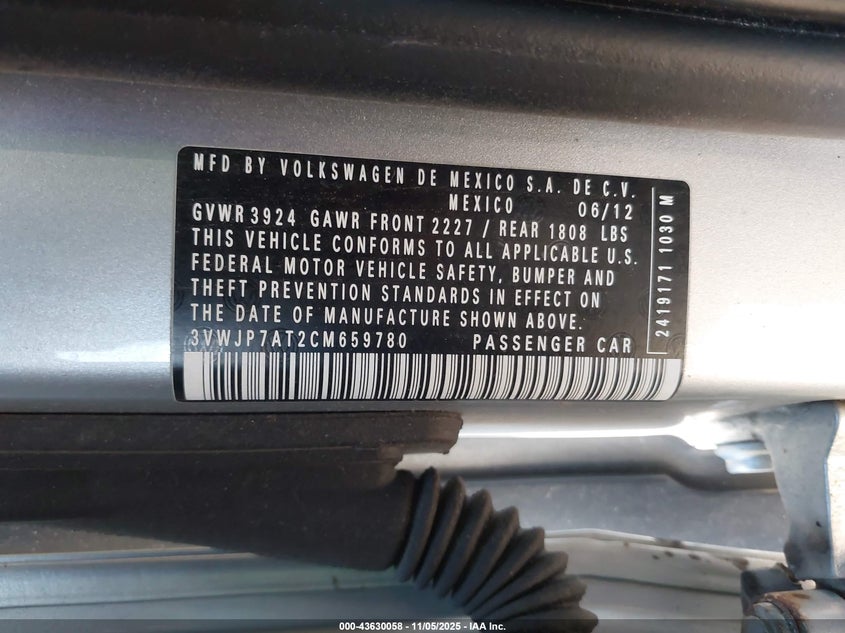 MFD BY VOLKSWAGEN DE MEXICO S.A. DE C.V.
MEXICO 06/12
GVWR 3924 GAWR FRONT 2227 / REAR 1808 LBS
THIS VEHICLE CONFORMS TO ALL APPLICABLE U.S.
FEDERAL MOTOR VEHICLE SAFETY, BUMPER AND
THEFT PREVENTION STANDARDS IN EFFECT ON
THE DATE OF MANUFACTURE SHOWN ABOVE.
3VWJP7AT2CM659780 PASSENGER CAR
2419171 1030 M
000-43630058 - 11/05/2025 - IAA Inc.